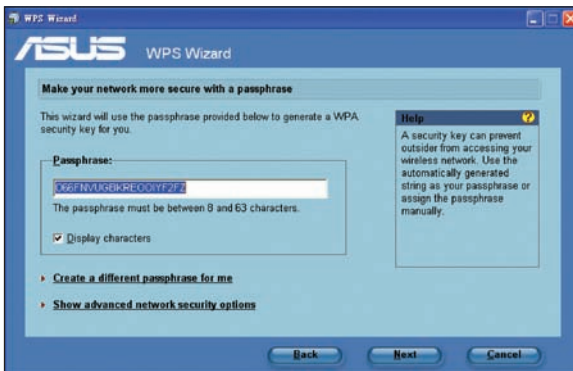 WPS Wizard
ASUS WPS Wizard
Make your network more secure with a passphrase
This wizard will use the passphrase provided below to generate a WPA
security key for you.
Passphrase:
The passphrase must be between 8 and 63 characters.
Display characters
Create a different passphrase for me
Show advanced network security options
Help
A security key can prevent
outsider from accessing your
wireless network. Use the
automatically generated
string as your passphrase or
assign the passphrase
manually.
Back Next Cancel